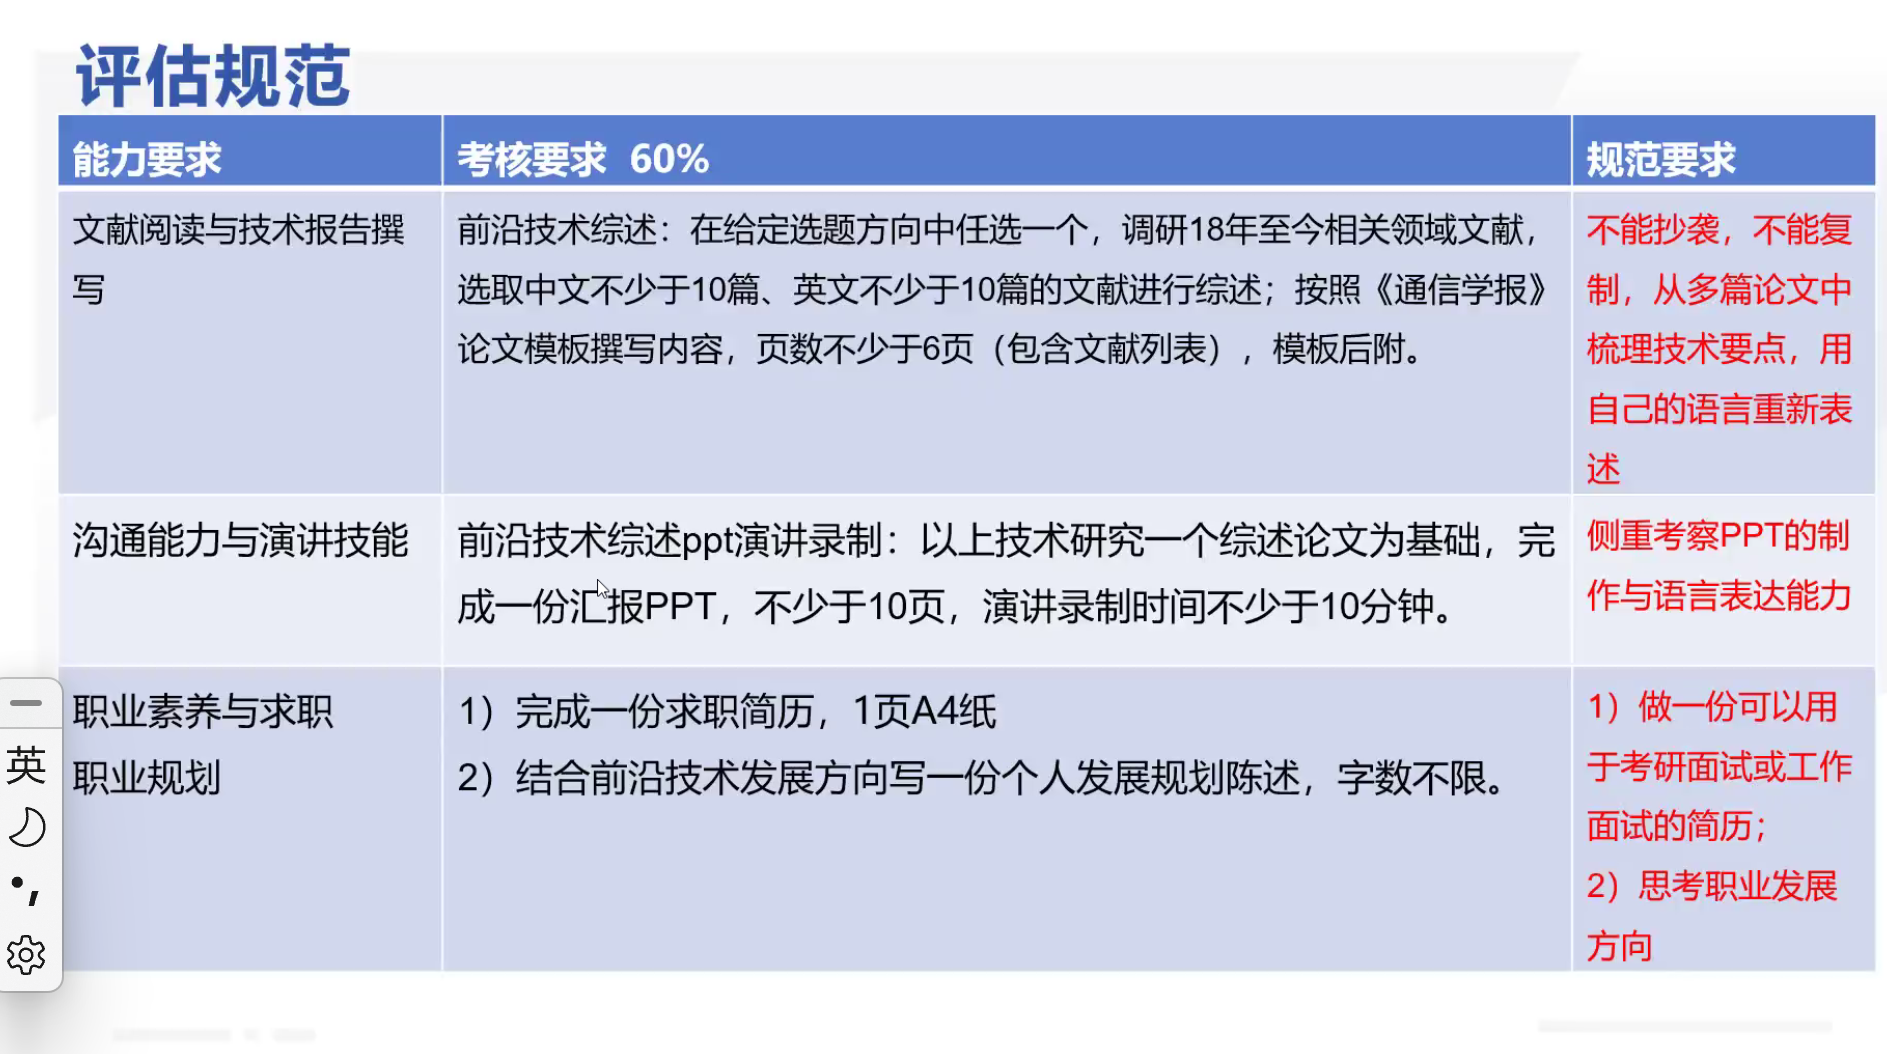 评估规范
能力要求
考核要求 60%
规范要求
文献阅读与技术报告撰
写
前沿技术综述：在给定选题方向中任选一个，调研18年至今相关领域文献，
选取中文不少于10篇、英文不少于10篇的文献进行综述；按照《通信学报》
论文模板撰写内容，页数不少于6页（包含文献列表），模板后附。
不能抄袭，不能复
制，从多篇论文中
梳理技术要点，用
自己的语言重新表
述
沟通能力与演讲技能
前沿技术综述ppt演讲录制：以上技术研究一个综述论文为基础，完
成一份汇报PPT，不少于10页，演讲录制时间不少于10分钟。
侧重考察PPT的制
作与语言表达能力
职业素养与求职
职业规划
1）完成一份求职简历，1页A4纸
2）结合前沿技术发展方向写一份个人发展规划陈述，字数不限。
1）做一份可以用
于考研面试或工作
面试的简历；
2）思考职业发展
方向
英